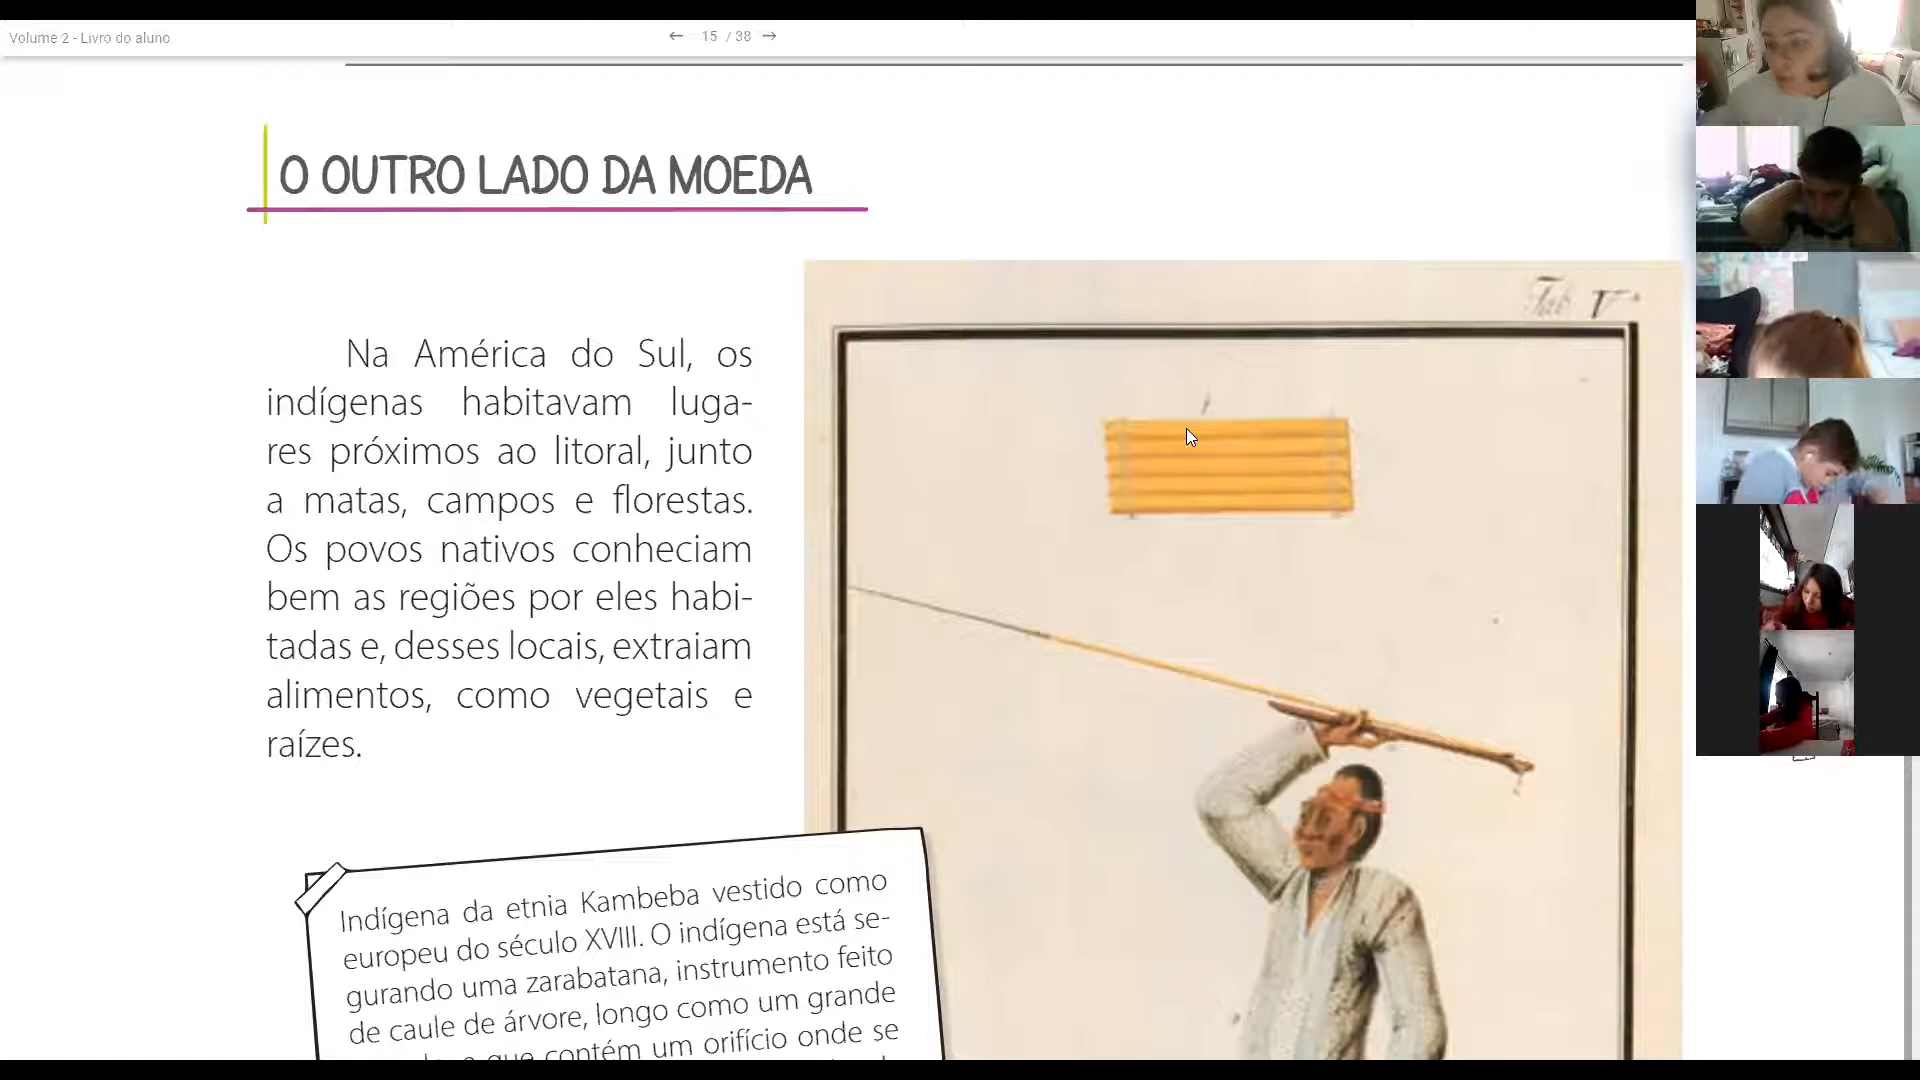 Volume 2 - Livro do aluno
← 15 / 38 →
O OUTRO LADO DA MOEDA
Na América do Sul, os
indígenas habitavam luga-
res próximos ao litoral, junto
a matas, campos e florestas.
Os povos nativos conheciam
bem as regiões por eles habi-
tadas e, desses locais, extraiam
alimentos, como vegetais e
raízes.
Tab V
Indígena da etnia Kambeba vestido como
europeu do século XVIII. O indígena está se-
gurando uma zarabatana, instrumento feito
de caule de árvore, longo como um grande
que contém um orifício onde se